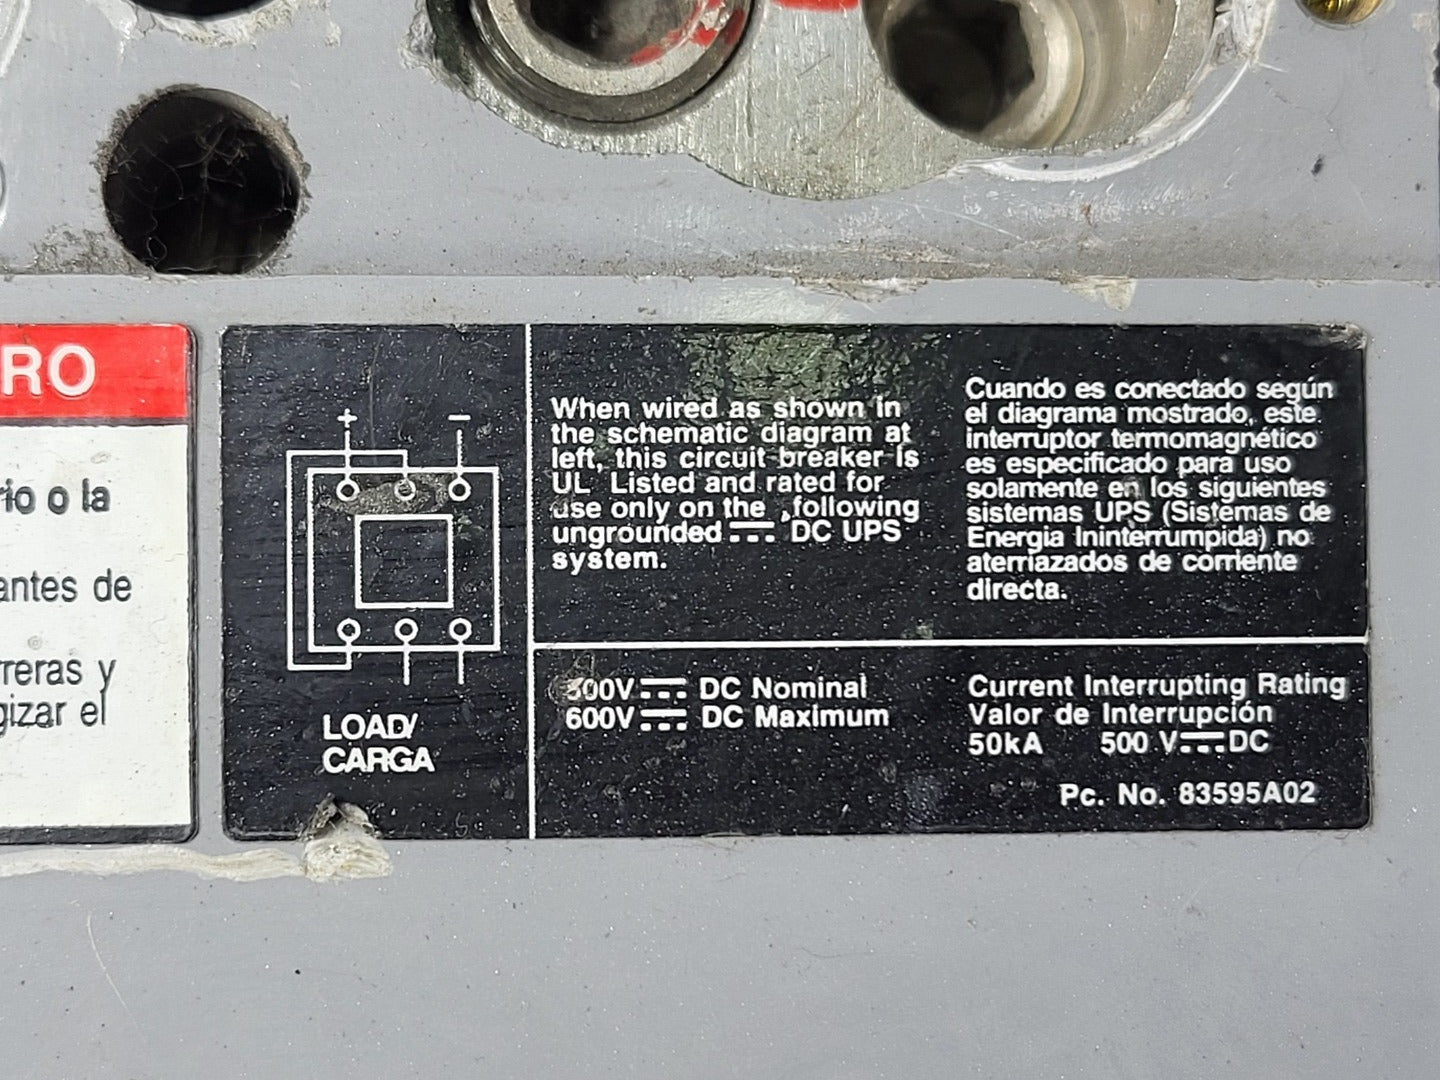 RO
rio o la
antes de
rreras y
gizar el
+ −
LOAD/
CARGA
When wired as shown in
the schematic diagram at
left, this circuit breaker is
UL Listed and rated for
use only on the following
ungrounded ⎓ DC UPS
system.
Cuando es conectado según
el diagrama mostrado, este
interruptor termomagnético
es especificado para uso
solamente en los siguientes
sistemas UPS (Sistemas de
Energia Ininterrumpida) no
aterriazados de corriente
directa.
500V ⎓ DC Nominal
600V ⎓ DC Maximum
Current Interrupting Rating
Valor de Interrupción
50kA 500 V ⎓ DC
Pc. No. 83595A02